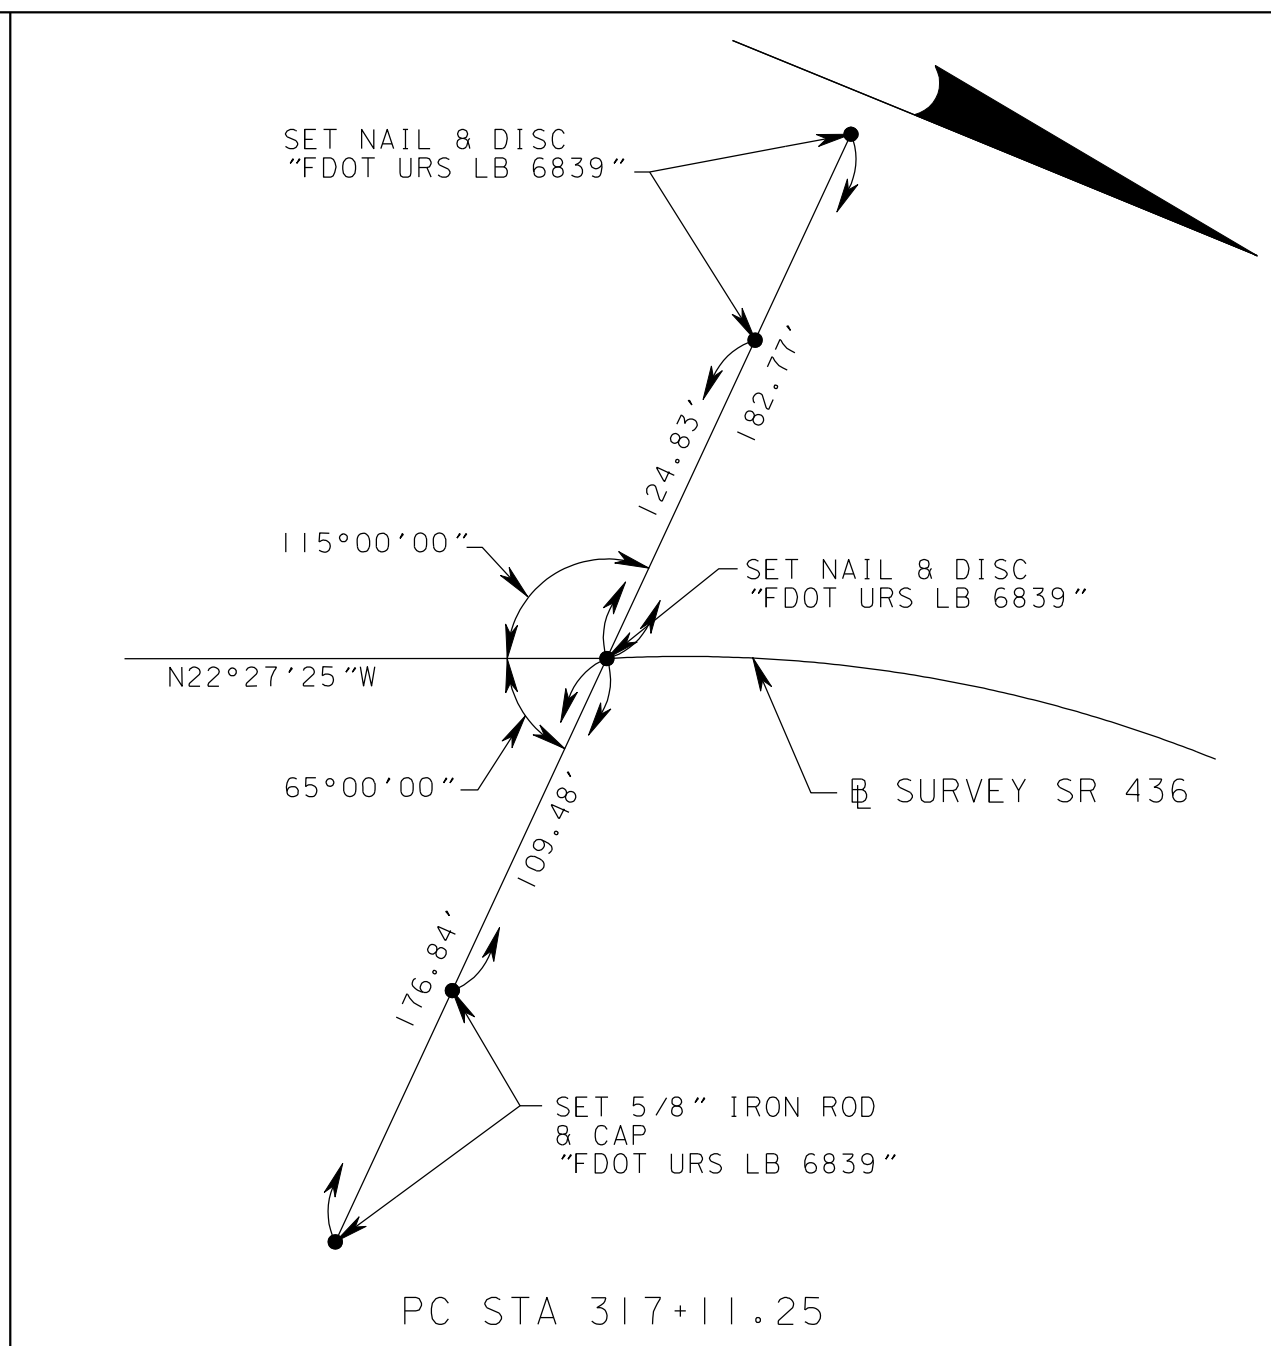 SET NAIL & DISC
"FDOT URS LB 6839"
182.77'
124.83'
115°00'00"
SET NAIL & DISC
"FDOT URS LB 6839"
N22°27'25"W
65°00'00"
℄ SURVEY SR 436
109.48'
176.84'
SET 5/8" IRON ROD
& CAP
"FDOT URS LB 6839"
PC STA 317+11.25